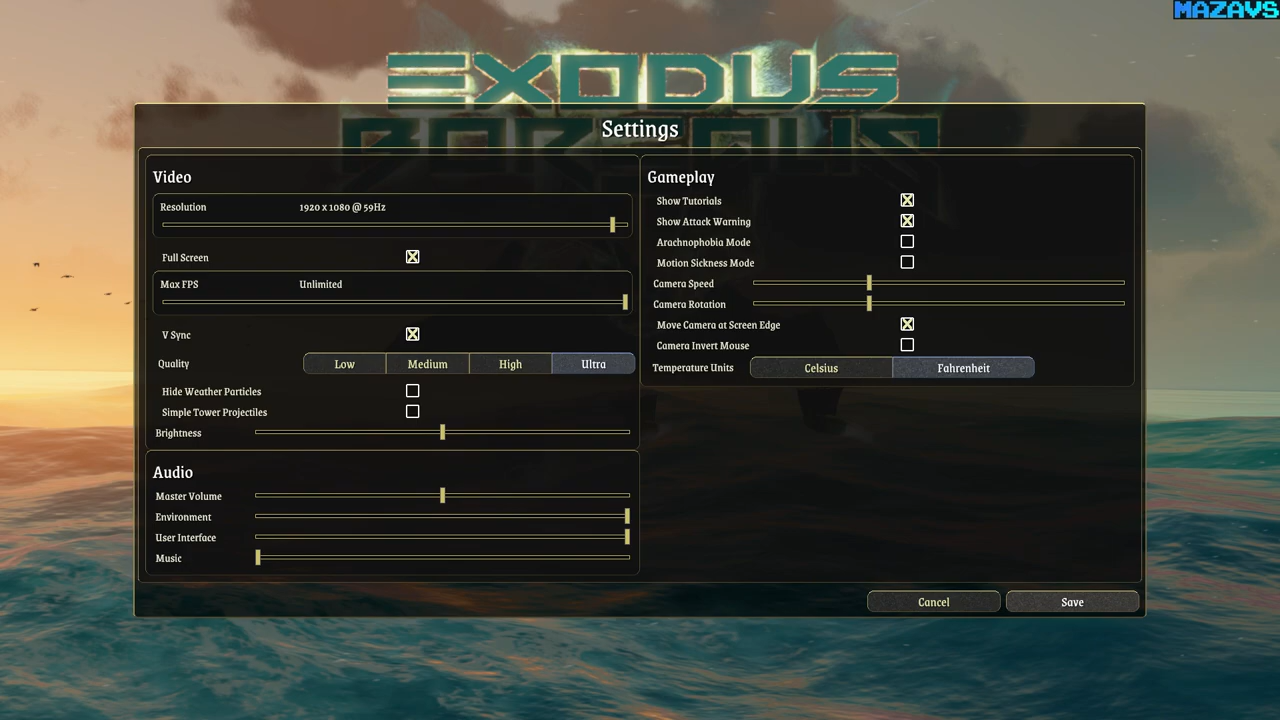 MAZAVS
EXODUS
BOREALIS
Settings
Video
Resolution 1920 x 1080 @ 59Hz
Full Screen
Max FPS Unlimited
V Sync
Quality Low Medium High Ultra
Hide Weather Particles
Simple Tower Projectiles
Brightness
Audio
Master Volume
Environment
User Interface
Music
Gameplay
Show Tutorials
Show Attack Warning
Arachnophobia Mode
Motion Sickness Mode
Camera Speed
Camera Rotation
Move Camera at Screen Edge
Camera Invert Mouse
Temperature Units Celsius Fahrenheit
Cancel Save